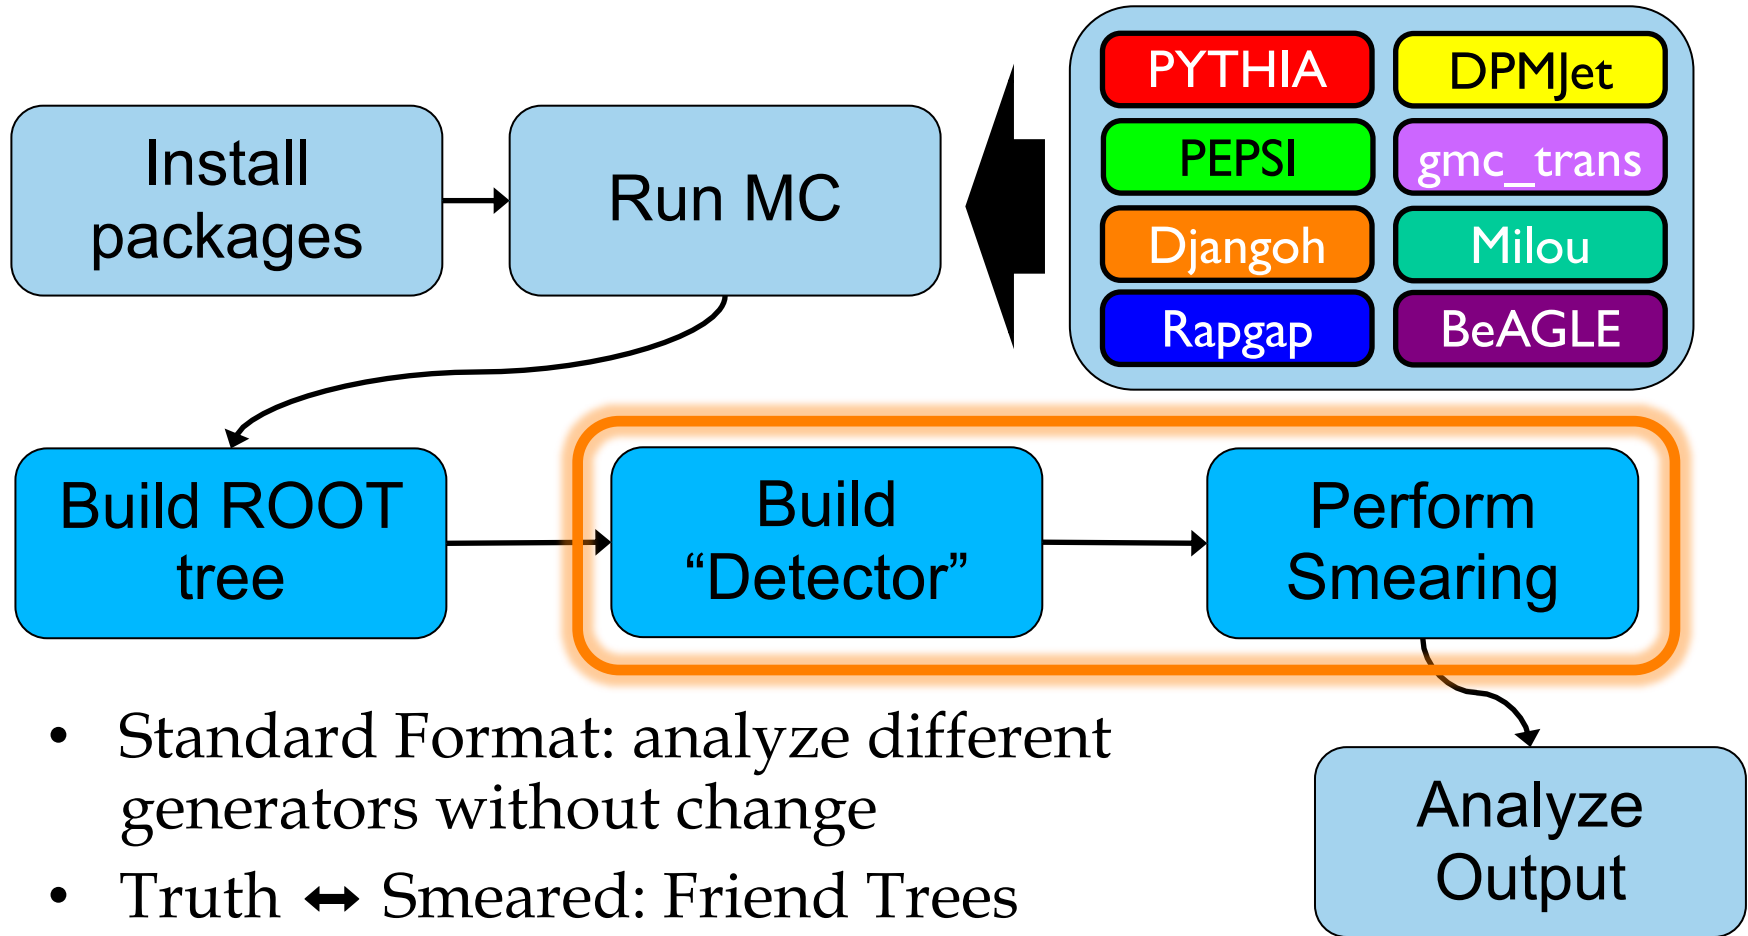 Install
packages
Run MC
PYTHIA
DPMJet
PEPSI
gmc_trans
Djangoh
Milou
Rapgap
BeAGLE
Build ROOT
tree
Build
“Detector”
Perform
Smearing
• Standard Format: analyze different
generators without change
• Truth ↔ Smeared: Friend Trees
Analyze
Output